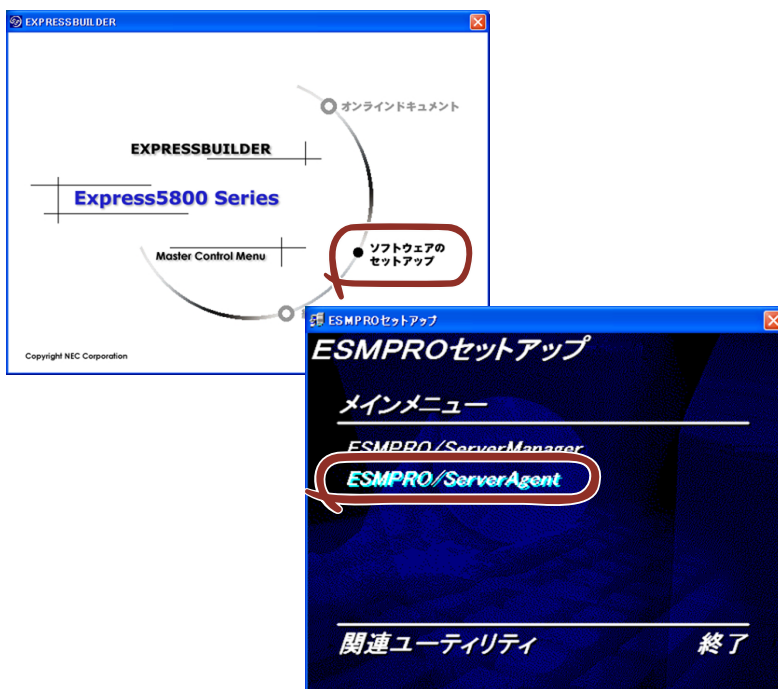 EXPRESSBUILDER
オンラインドキュメント
EXPRESSBUILDER
Express5800 Series
ソフトウェアの
セットアップ
Master Control Menu
Copyright NEC Corporation
ESMPROセットアップ
ESMPROセットアップ
メインメニュー
ESMPRO/ServerManager
ESMPRO/ServerAgent
関連ユーティリティ
終了